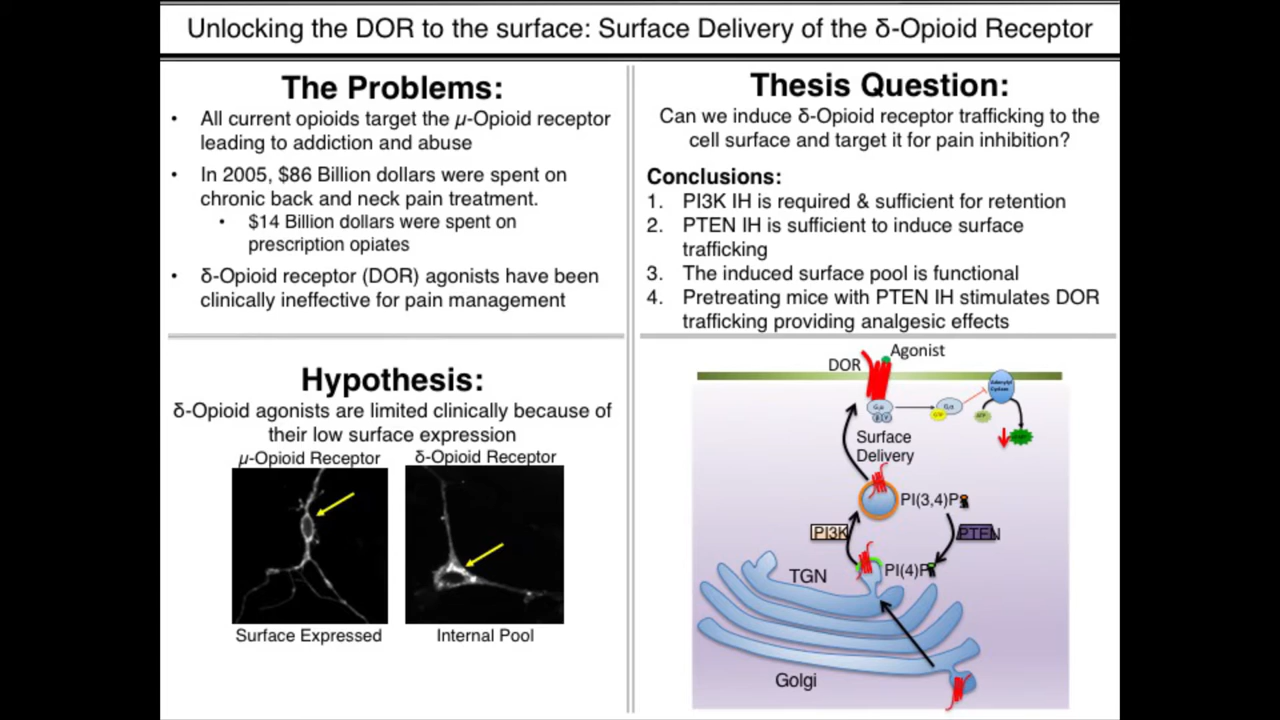 Unlocking the DOR to the surface: Surface Delivery of the δ-Opioid Receptor
The Problems:
• All current opioids target the μ-Opioid receptor
leading to addiction and abuse
• In 2005, $86 Billion dollars were spent on
chronic back and neck pain treatment.
• $14 Billion dollars were spent on
prescription opiates
• δ-Opioid receptor (DOR) agonists have been
clinically ineffective for pain management
Hypothesis:
δ-Opioid agonists are limited clinically because of
their low surface expression
μ-Opioid Receptor
δ-Opioid Receptor
Surface Expressed
Internal Pool
Thesis Question:
Can we induce δ-Opioid receptor trafficking to the
cell surface and target it for pain inhibition?
Conclusions:
1. PI3K IH is required & sufficient for retention
2. PTEN IH is sufficient to induce surface
trafficking
3. The induced surface pool is functional
4. Pretreating mice with PTEN IH stimulates DOR
trafficking providing analgesic effects
Agonist
DOR
Adenylyl
Cyclase
ATP
Surface
Delivery
PI(3,4)P
PI3K
PTEN
PI(4)P
TGN
Golgi